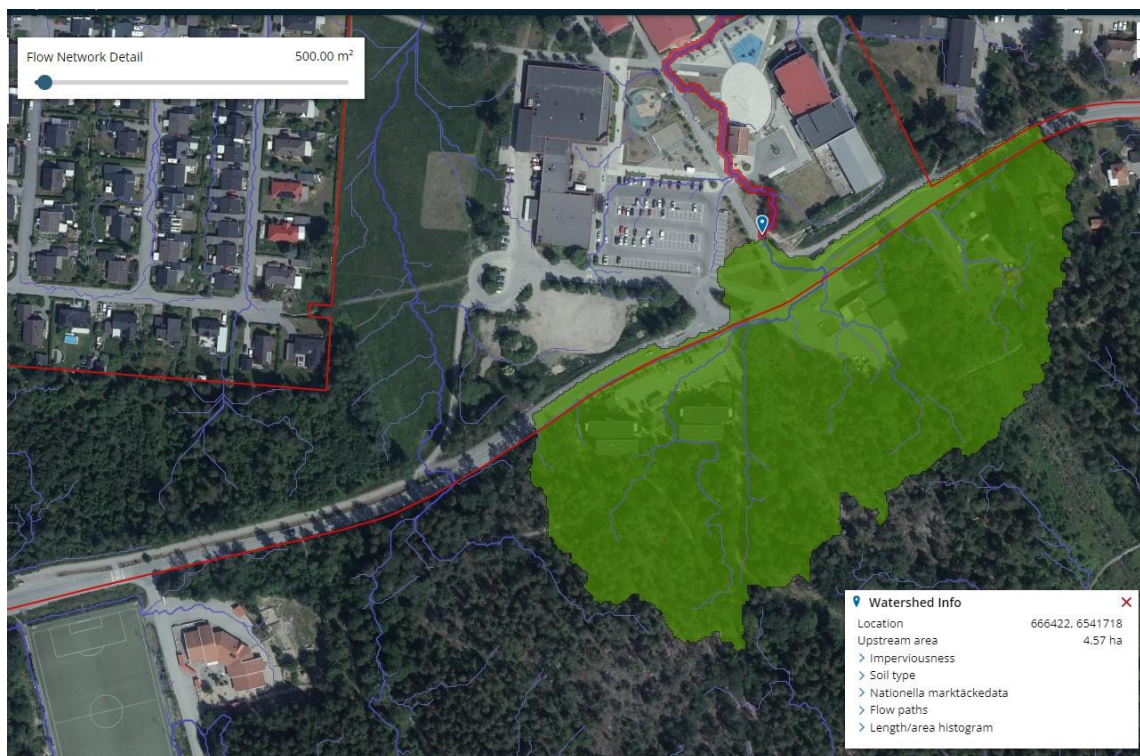 Flow Network Detail 500.00 m²
Watershed Info
Location 666422, 6541718
Upstream area 4.57 ha
Imperviousness
Soil type
Nationella marktäckedata
Flow paths
Length/area histogram